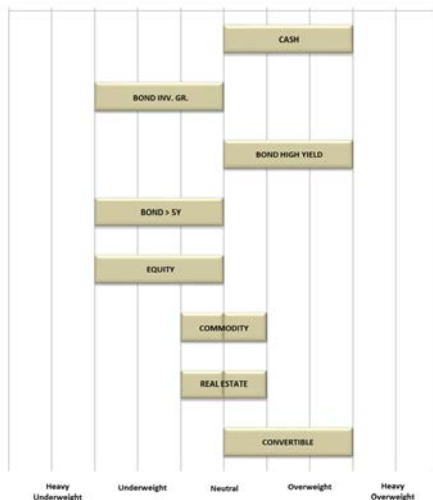 CASH
BOND INV. GR.
BOND HIGH YIELD
BOND > 5Y
EQUITY
COMMODITY
REAL ESTATE
CONVERTIBLE
Heavy Underweight Neutral Overweight Heavy
Underweight Overweight